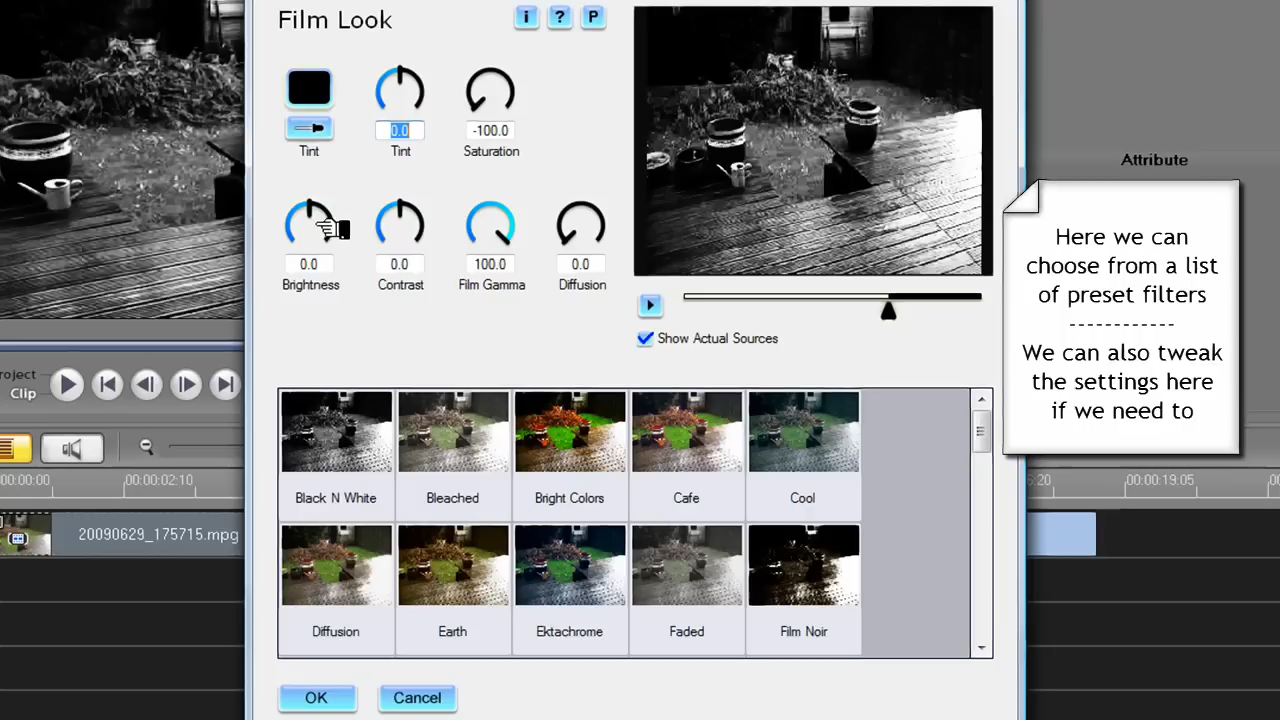 Film Look
i ? P
0.0
-100.0
Tint
Tint
Saturation
0.0
0.0
100.0
0.0
Brightness
Contrast
Film Gamma
Diffusion
Show Actual Sources
Attribute
Here we can
choose from a list
of preset filters
------------
We can also tweak
the settings here
if we need to
roject
Clip
Black N White
Bleached
Bright Colors
Cafe
Cool
Diffusion
Earth
Ektachrome
Faded
Film Noir
00:00:00
00:00:02:10
6:20
00:00:19:05
20090629_175715.mpg
OK
Cancel